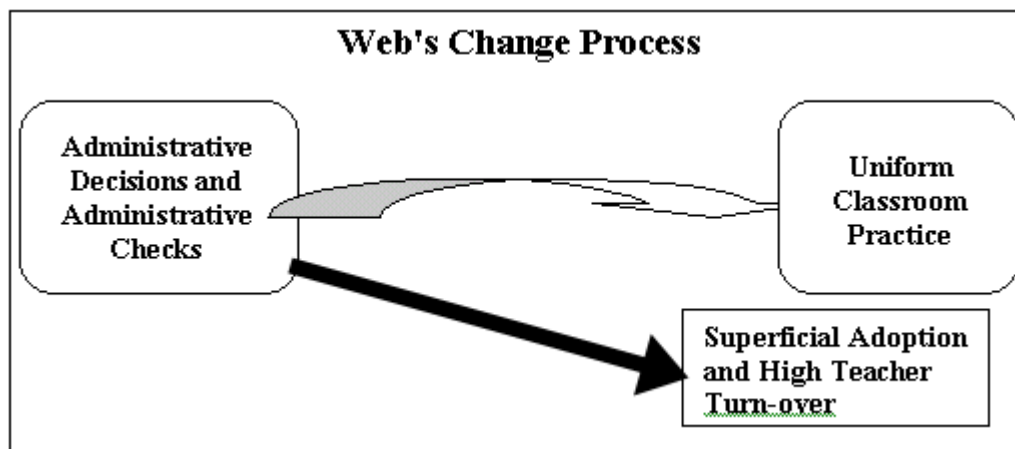 Web's Change Process
Administrative
Decisions and
Administrative
Checks
Uniform
Classroom
Practice
Superficial Adoption
and High Teacher
Turn-over